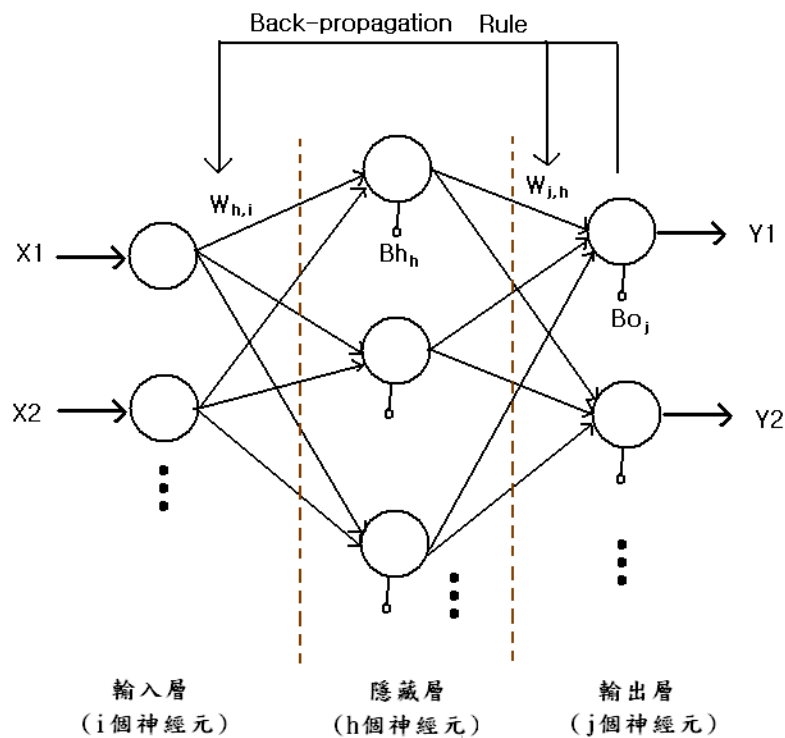 Back-propagation Rule
W_h,i
W_j,h
X1
Y1
Bh_h
Bo_j
X2
Y2
輸入層
(i個神經元)
隱藏層
(h個神經元)
輸出層
(j個神經元)